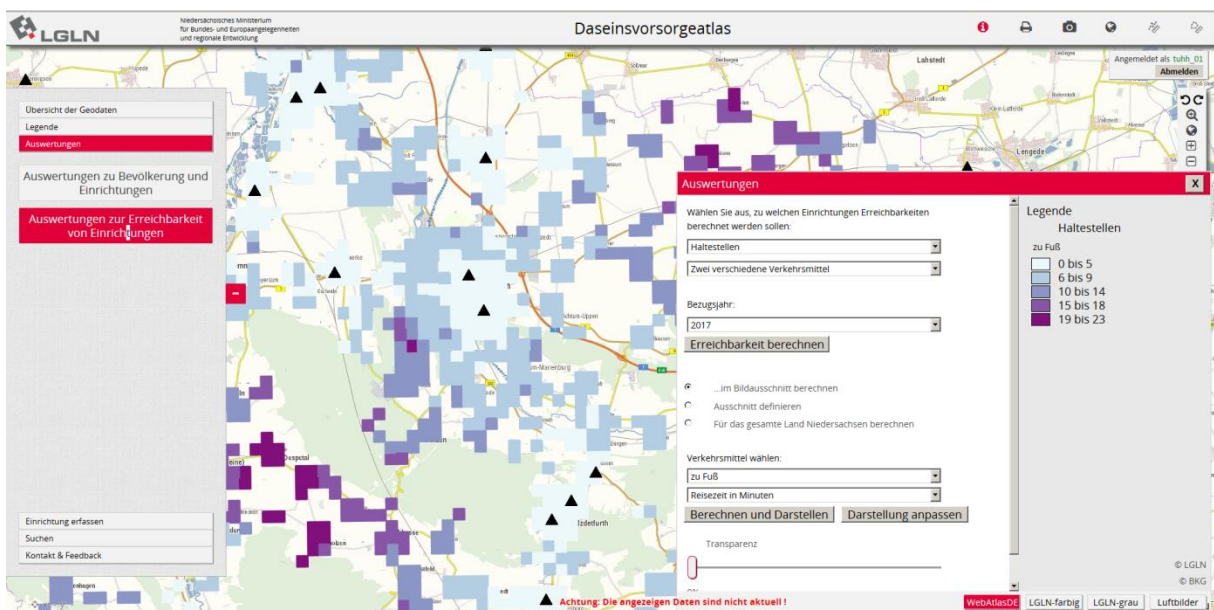 LGLN
Niedersächsisches Ministerium
für Bundes- und Europaangelegenheiten
und regionale Entwicklung
Daseinsvorsorgeatlas
Angemeldet als tuhh_01
Abmelden
Übersicht der Geodaten
Legende
Auswertungen
Auswertungen zu Bevölkerung und
Einrichtungen
Auswertungen zur Erreichbarkeit
von Einrichtungen
Einrichtung erfassen
Suchen
Kontakt & Feedback
Lahstedt
Lengede
Despetal
Auswertungen
X
Wählen Sie aus, zu welchen Einrichtungen Erreichbarkeiten
berechnet werden sollen:
Haltestellen
Zwei verschiedene Verkehrsmittel
Bezugsjahr:
2017
Erreichbarkeit berechnen
...im Bildausschnitt berechnen
Ausschnitt definieren
Für das gesamte Land Niedersachsen berechnen
Verkehrsmittel wählen:
zu Fuß
Reisezeit in Minuten
Berechnen und Darstellen
Darstellung anpassen
Transparenz
Legende
Haltestellen
zu Fuß
0 bis 5
6 bis 9
10 bis 14
15 bis 18
19 bis 23
© LGLN
© BKG
Achtung: Die angezeigen Daten sind nicht aktuell !
WebAtlasDE
LGLN-farbig
LGLN-grau
Luftbilder